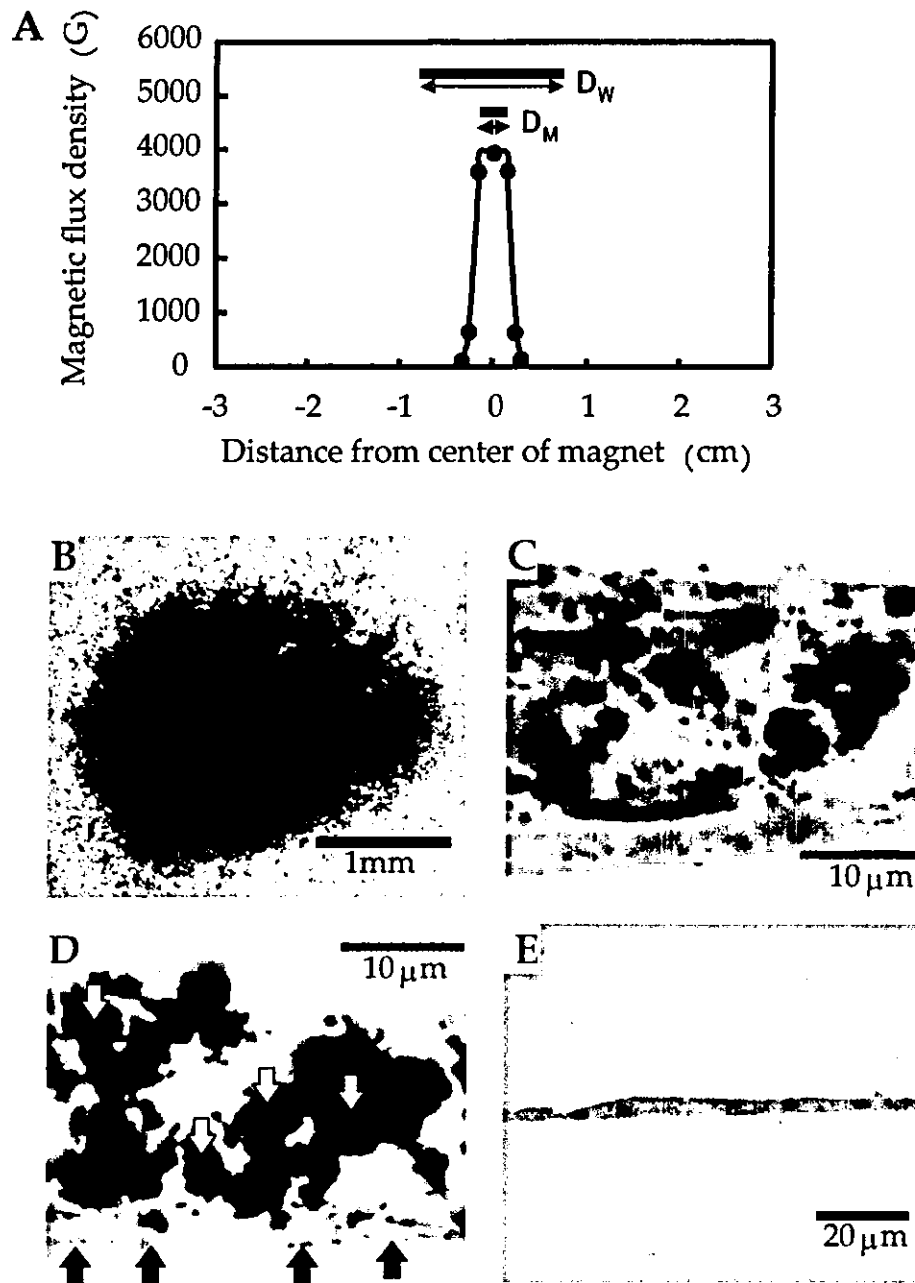 A
Magnetic flux density (G)
6000
5000
4000
3000
2000
1000
0
D_W
D_M
-3 -2 -1 0 1 2 3
Distance from center of magnet (cm)
B
1mm
C
10 μm
D
10 μm
E
20 μm